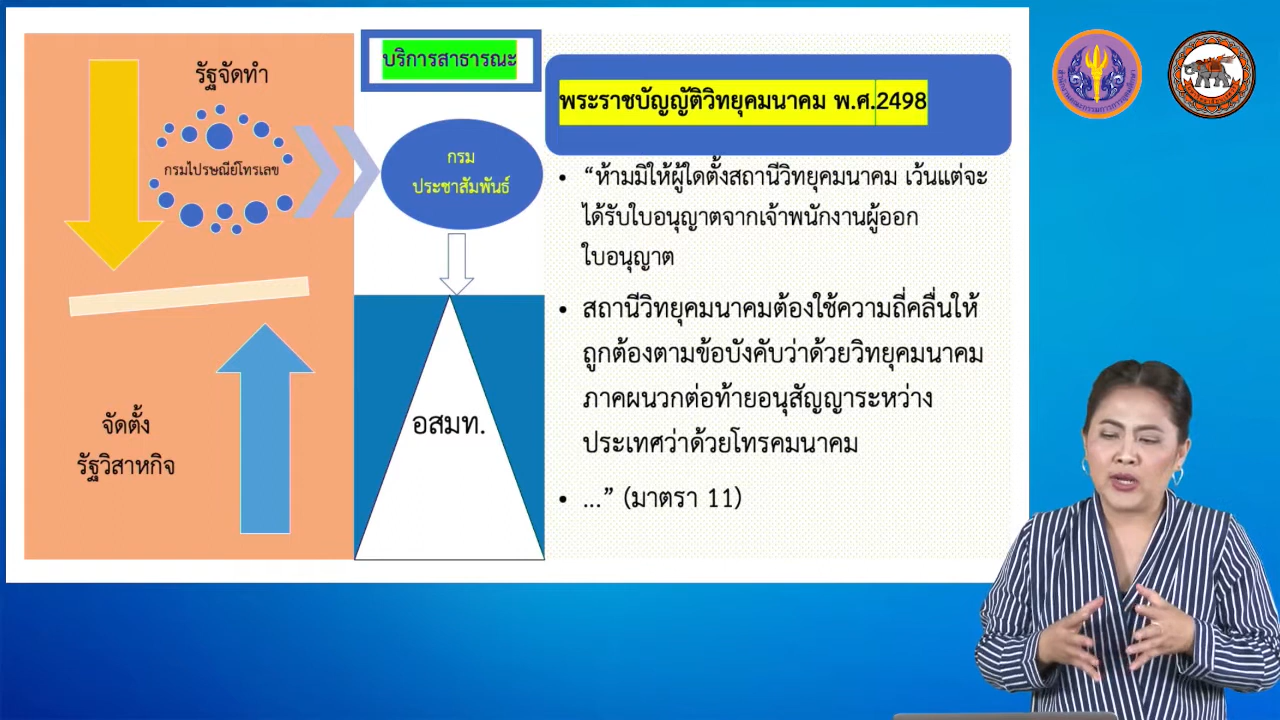 รัฐจัดทำ
กรมไปรษณีย์โทรเลข
จัดตั้ง
รัฐวิสาหกิจ
บริการสาธารณะ
กรม
ประชาสัมพันธ์
อสมท.
พระราชบัญญัติวิทยุคมนาคม พ.ศ.2498
• “ห้ามมิให้ผู้ใดตั้งสถานีวิทยุคมนาคม เว้นแต่จะ
ได้รับใบอนุญาตจากเจ้าพนักงานผู้ออก
ใบอนุญาต
• สถานีวิทยุคมนาคมต้องใช้ความถี่คลื่นให้
ถูกต้องตามข้อบังคับว่าด้วยวิทยุคมนาคม
ภาคผนวกต่อท้ายอนุสัญญาระหว่าง
ประเทศว่าด้วยโทรคมนาคม
• ...” (มาตรา 11)